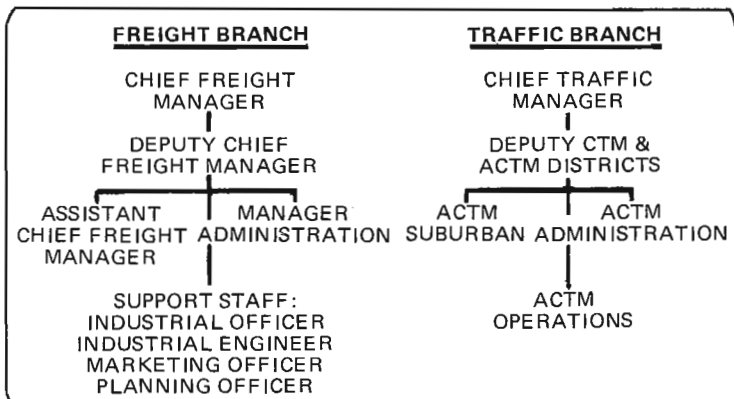 FREIGHT BRANCH
CHIEF FREIGHT
MANAGER
DEPUTY CHIEF
FREIGHT MANAGER
ASSISTANT
CHIEF FREIGHT
MANAGER
MANAGER
ADMINISTRATION
SUPPORT STAFF:
INDUSTRIAL OFFICER
INDUSTRIAL ENGINEER
MARKETING OFFICER
PLANNING OFFICER
TRAFFIC BRANCH
CHIEF TRAFFIC
MANAGER
DEPUTY CTM &
ACTM DISTRICTS
ACTM
SUBURBAN
ACTM
ADMINISTRATION
ACTM
OPERATIONS